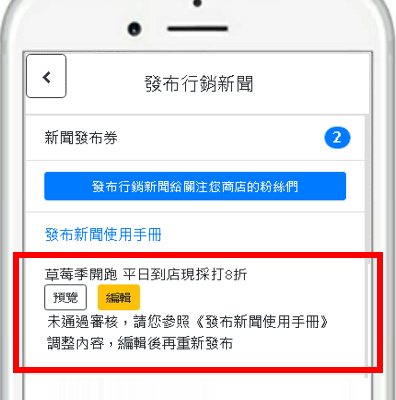 發布行銷新聞
新聞發布券 2
發布行銷新聞給關注您商店的粉絲們
發布新聞使用手冊
草莓季開跑 平日到店現採打8折
預覽 編輯
未通過審核，請您參照《發布新聞使用手冊》
調整內容，編輯後再重新發布